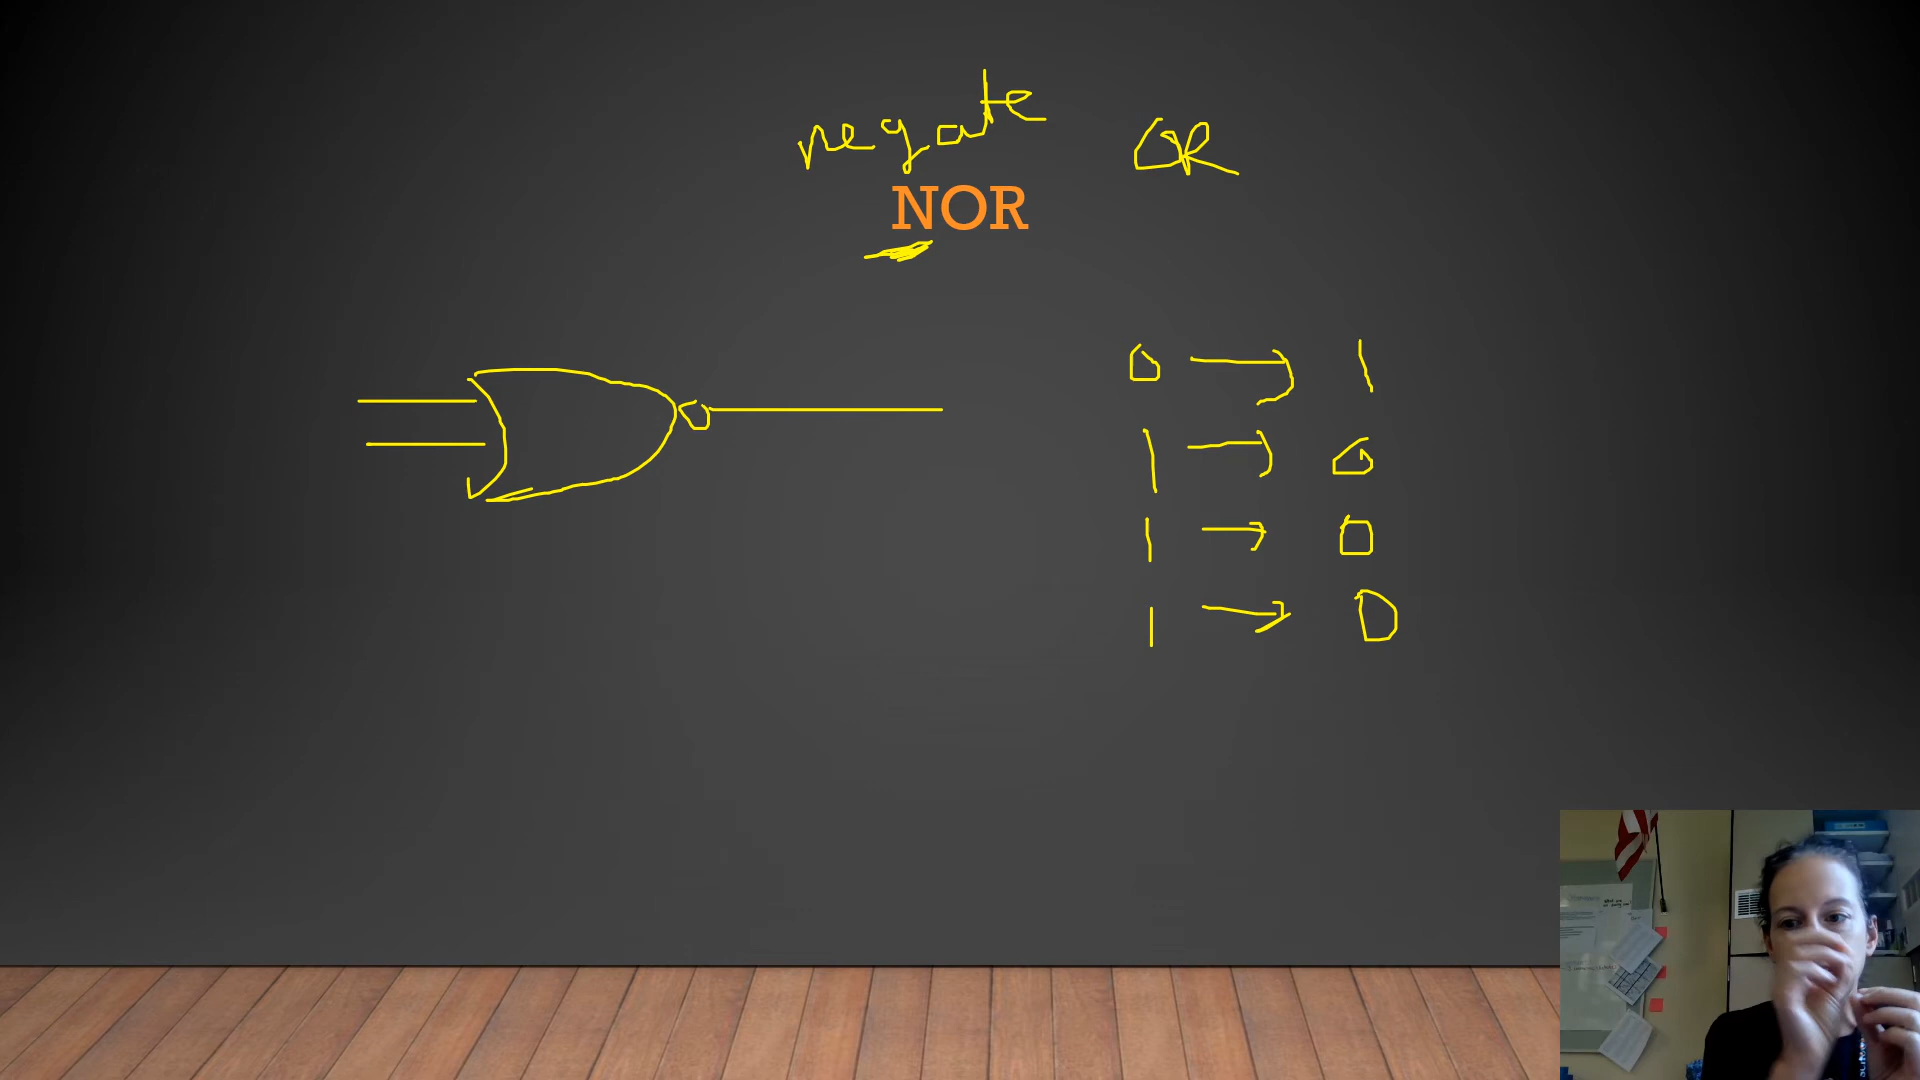 negate OR
NOR
0 → 1
1 → 0
1 → 0
1 → 0